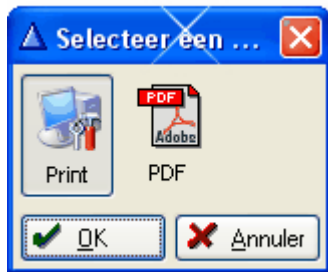 Selecteer een ...
PDF
Adobe
Print
PDF
OK
Annuler